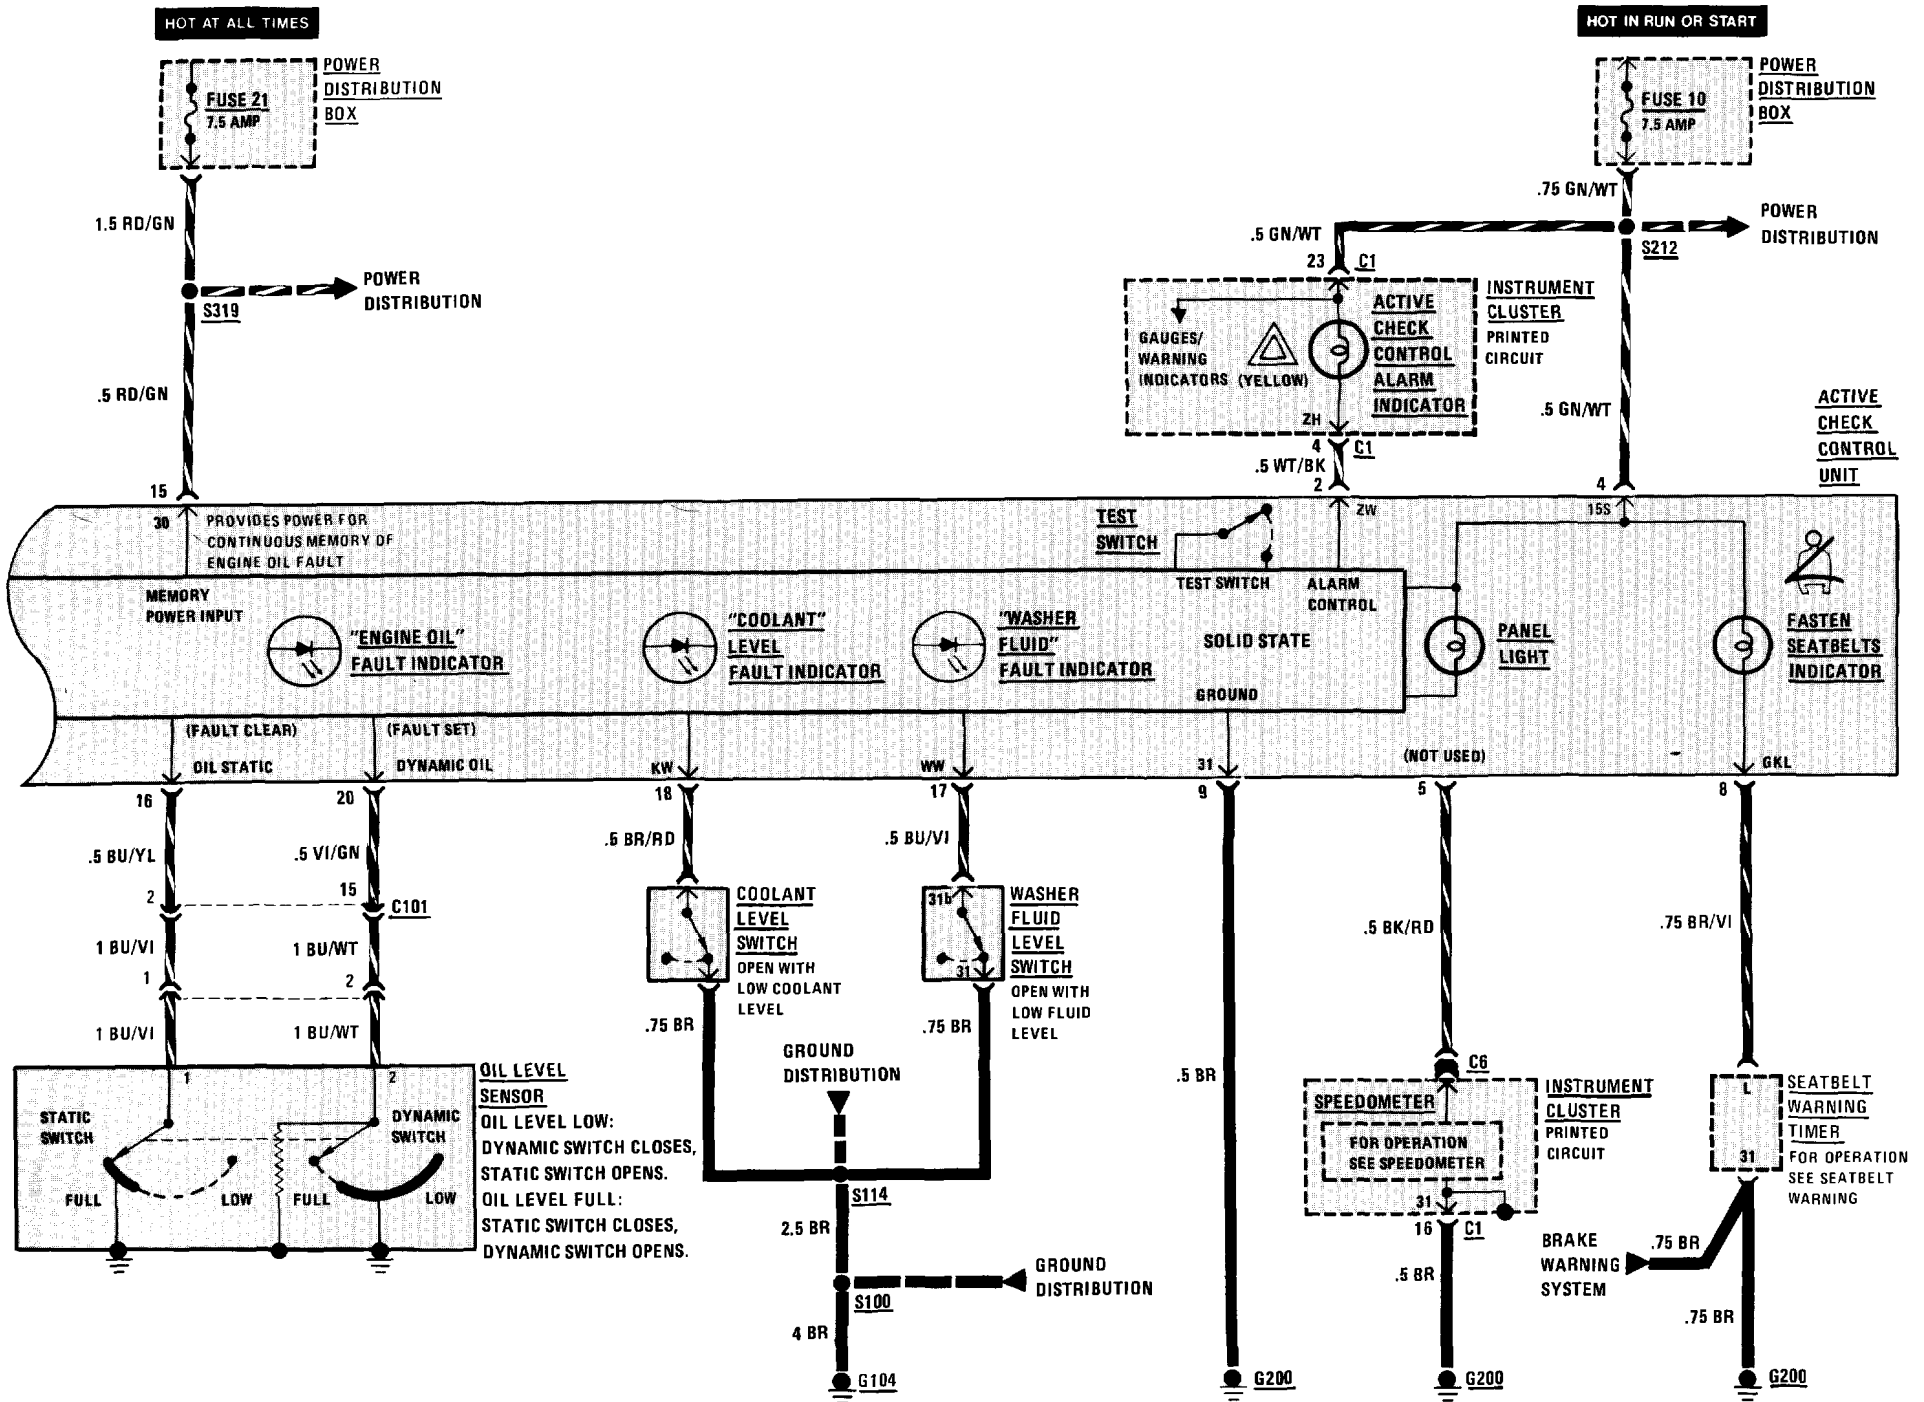 HOT AT ALL TIMES
HOT IN RUN OR START
POWER
DISTRIBUTION
BOX
FUSE 21
7.5 AMP
POWER
DISTRIBUTION
BOX
FUSE 10
7.5 AMP
1.5 RD/GN
S319
POWER
DISTRIBUTION
.5 RD/GN
15
.75 GN/WT
S212
POWER
DISTRIBUTION
.5 GN/WT
23
C1
GAUGES/
WARNING
INDICATORS
(YELLOW)
ACTIVE
CHECK
CONTROL
ALARM
INDICATOR
ZH
INSTRUMENT
CLUSTER
PRINTED
CIRCUIT
4
C1
.5 WT/BK
2
.5 GN/WT
4
ACTIVE
CHECK
CONTROL
UNIT
30
PROVIDES POWER FOR
CONTINUOUS MEMORY OF
ENGINE OIL FAULT
TEST
SWITCH
ZW
15S
MEMORY
POWER INPUT
TEST SWITCH
ALARM
CONTROL
"ENGINE OIL"
FAULT INDICATOR
"COOLANT"
LEVEL
FAULT INDICATOR
"WASHER
FLUID"
FAULT INDICATOR
SOLID STATE
GROUND
PANEL
LIGHT
FASTEN
SEATBELTS
INDICATOR
(FAULT CLEAR)
OIL STATIC
(FAULT SET)
DYNAMIC OIL
KW
WW
31
(NOT USED)
GKL
16
20
18
17
9
5
8
.5 BU/YL
.5 VI/GN
.5 BR/RD
.5 BU/VI
2
15
C101
1 BU/VI
1 BU/WT
1
2
1 BU/VI
1 BU/WT
COOLANT
LEVEL
SWITCH
OPEN WITH
LOW COOLANT
LEVEL
31b
31
WASHER
FLUID
LEVEL
SWITCH
OPEN WITH
LOW FLUID
LEVEL
.75 BR
.75 BR
.5 BR
.5 BK/RD
.75 BR/VI
1
2
STATIC
SWITCH
DYNAMIC
SWITCH
FULL
LOW
FULL
LOW
OIL LEVEL
SENSOR
OIL LEVEL LOW:
DYNAMIC SWITCH CLOSES,
STATIC SWITCH OPENS.
OIL LEVEL FULL:
STATIC SWITCH CLOSES,
DYNAMIC SWITCH OPENS.
GROUND
DISTRIBUTION
S114
2.5 BR
S100
GROUND
DISTRIBUTION
4 BR
G104
G200
C6
SPEEDOMETER
FOR OPERATION
SEE SPEEDOMETER
31
INSTRUMENT
CLUSTER
PRINTED
CIRCUIT
16
C1
.5 BR
G200
L
31
SEATBELT
WARNING
TIMER
FOR OPERATION
SEE SEATBELT
WARNING
BRAKE
WARNING
SYSTEM
.75 BR
.75 BR
G200